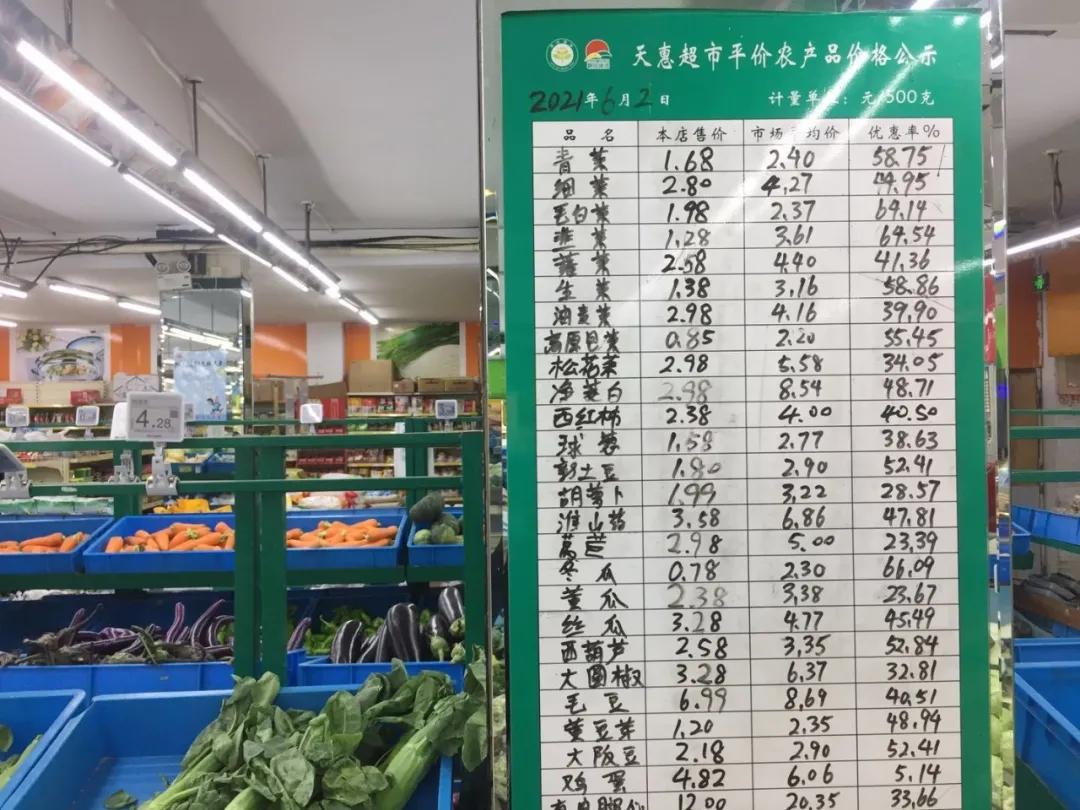 天惠超市平价农产品价格公示
2021年6月2日 计量单位：元/500克
品名 本店售价 市场平均价 优惠率%
青菜 1.68 2.40 58.75
细菜 2.80 4.27 74.95
毛白菜 1.98 2.37 69.14
韭菜 1.28 3.61 64.54
蕹菜 2.58 4.40 41.36
生菜 1.38 3.16 58.86
油麦菜 2.98 4.16 39.90
高原包菜 0.85 2.20 55.45
松花菜 2.98 5.58 34.05
净茭白 2.98 8.54 48.71
西红柿 2.38 4.00 40.50
球葱 1.58 2.77 38.63
土豆 1.80 2.90 52.41
胡萝卜 1.99 3.22 28.57
淮山药 3.58 6.86 47.81
莴苣 2.98 5.00 23.39
冬瓜 0.78 2.30 66.09
黄瓜 2.38 3.38 23.67
丝瓜 3.28 4.77 45.49
西葫芦 2.58 3.35 52.84
大圆椒 3.28 6.37 32.81
毛豆 6.99 8.69 40.51
黄豆芽 1.20 2.35 48.94
大阪豆 2.18 2.90 52.41
鸡蛋 4.82 6.06 5.14
12.00 20.35 33.66
4.28